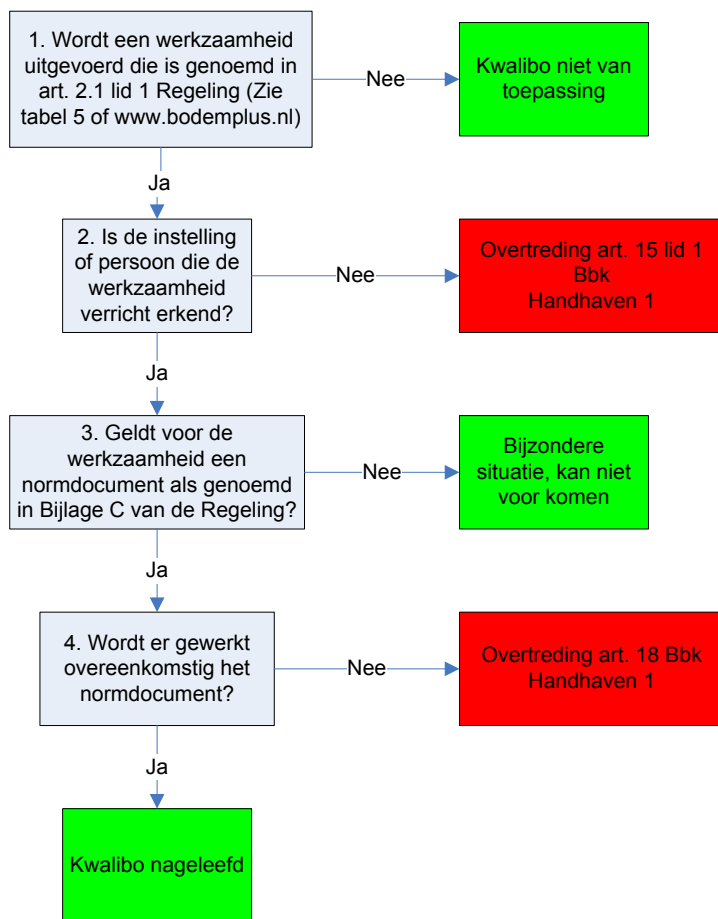 1. Wordt een werkzaamheid
uitgevoerd die is genoemd in
art. 2.1 lid 1 Regeling (Zie
tabel 5 of www.bodemplus.nl)
Nee
Kwalibo niet van
toepassing
Ja
2. Is de instelling
of persoon die de
werkzaamheid
verricht erkend?
Nee
Overtreding art. 15 lid 1
Bbk
Handhaven 1
Ja
3. Geldt voor de
werkzaamheid een
normdocument als genoemd
in Bijlage C van de Regeling?
Nee
Bijzondere
situatie, kan niet
voor komen
Ja
4. Wordt er gewerkt
overeenkomstig het
normdocument?
Nee
Overtreding art. 18 Bbk
Handhaven 1
Ja
Kwalibo nageleefd